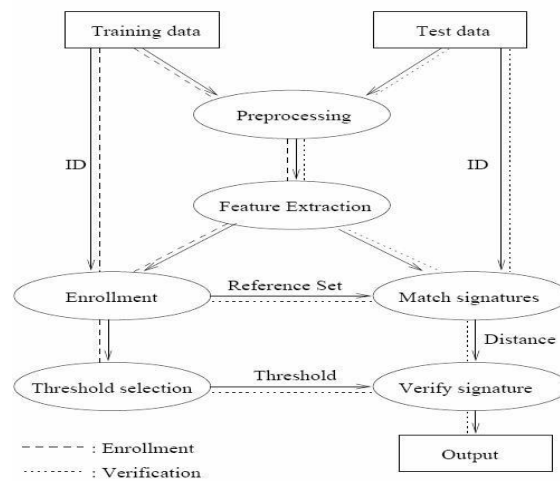 Training data
Test data
Preprocessing
ID
ID
Feature Extraction
Reference Set
Enrollment
Match signatures
Distance
Threshold
Threshold selection
Verify signature
: Enrollment
: Verification
Output